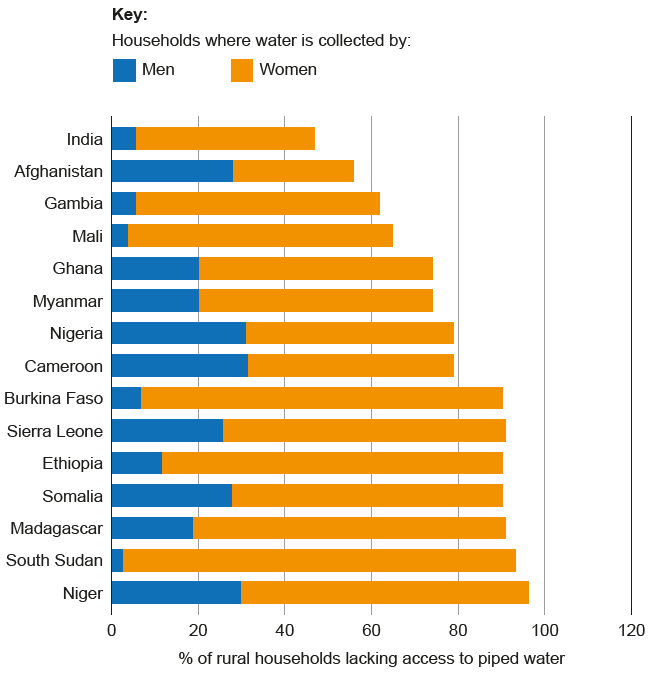 Key:
Households where water is collected by:
Men Women
India
Afghanistan
Gambia
Mali
Ghana
Myanmar
Nigeria
Cameroon
Burkina Faso
Sierra Leone
Ethiopia
Somalia
Madagascar
South Sudan
Niger
0 20 40 60 80 100 120
% of rural households lacking access to piped water